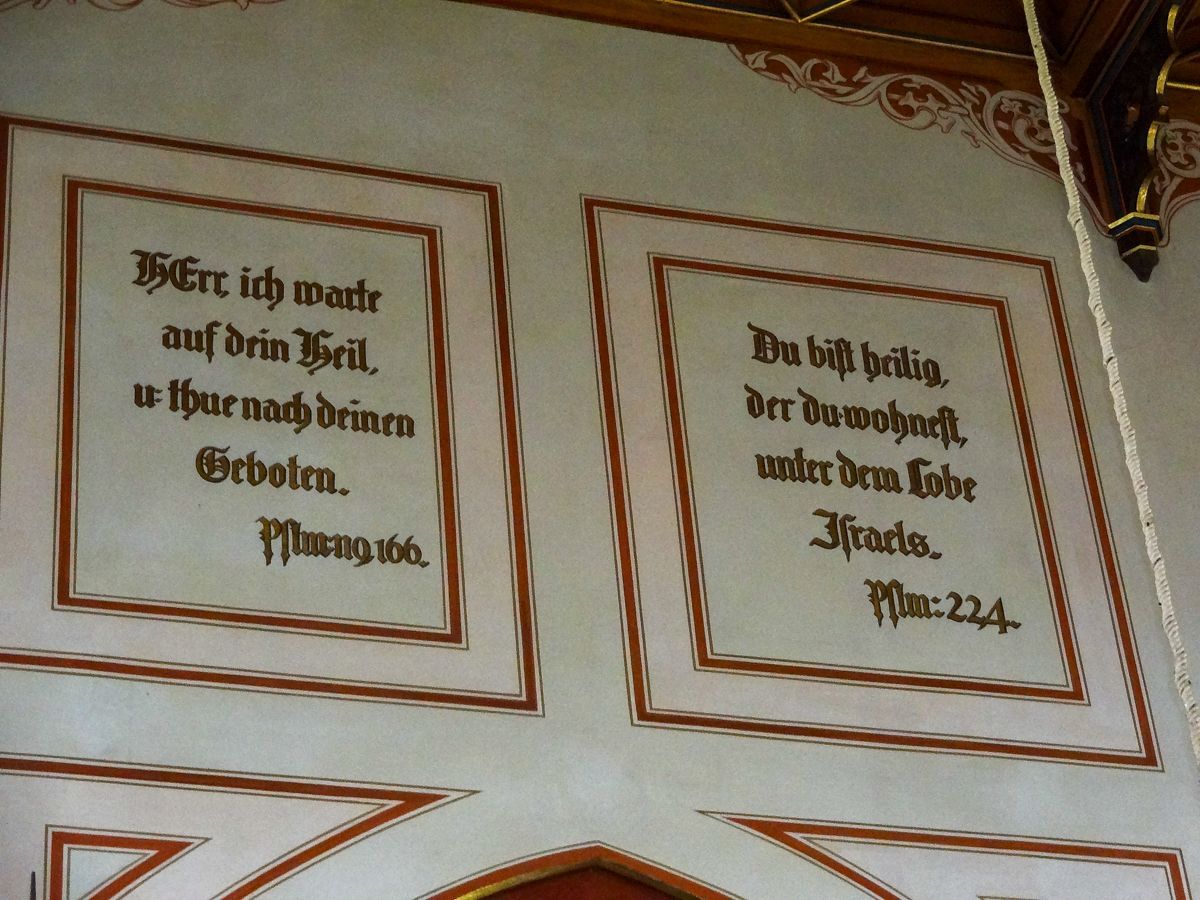 HErr, ich warte
auf dein Heil,
u: thue nach deinen
Geboten.
Pſlm:119,166.
Du biſt heilig,
der du wohneſt,
unter dem Lobe
Iſraels.
Pſlm: 22 4.